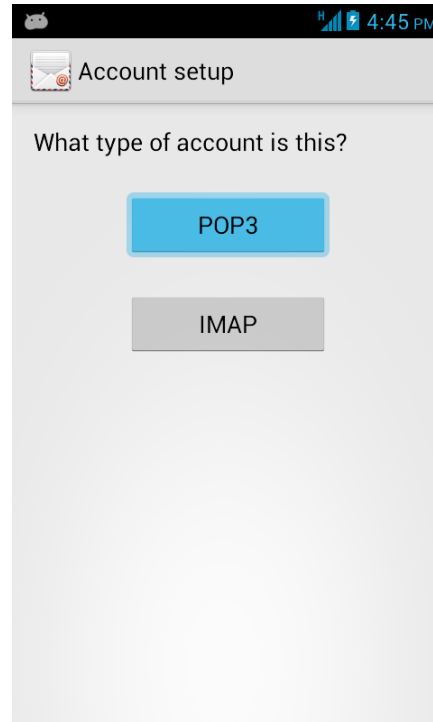 H 4:45 PM
Account setup
What type of account is this?
POP3
IMAP